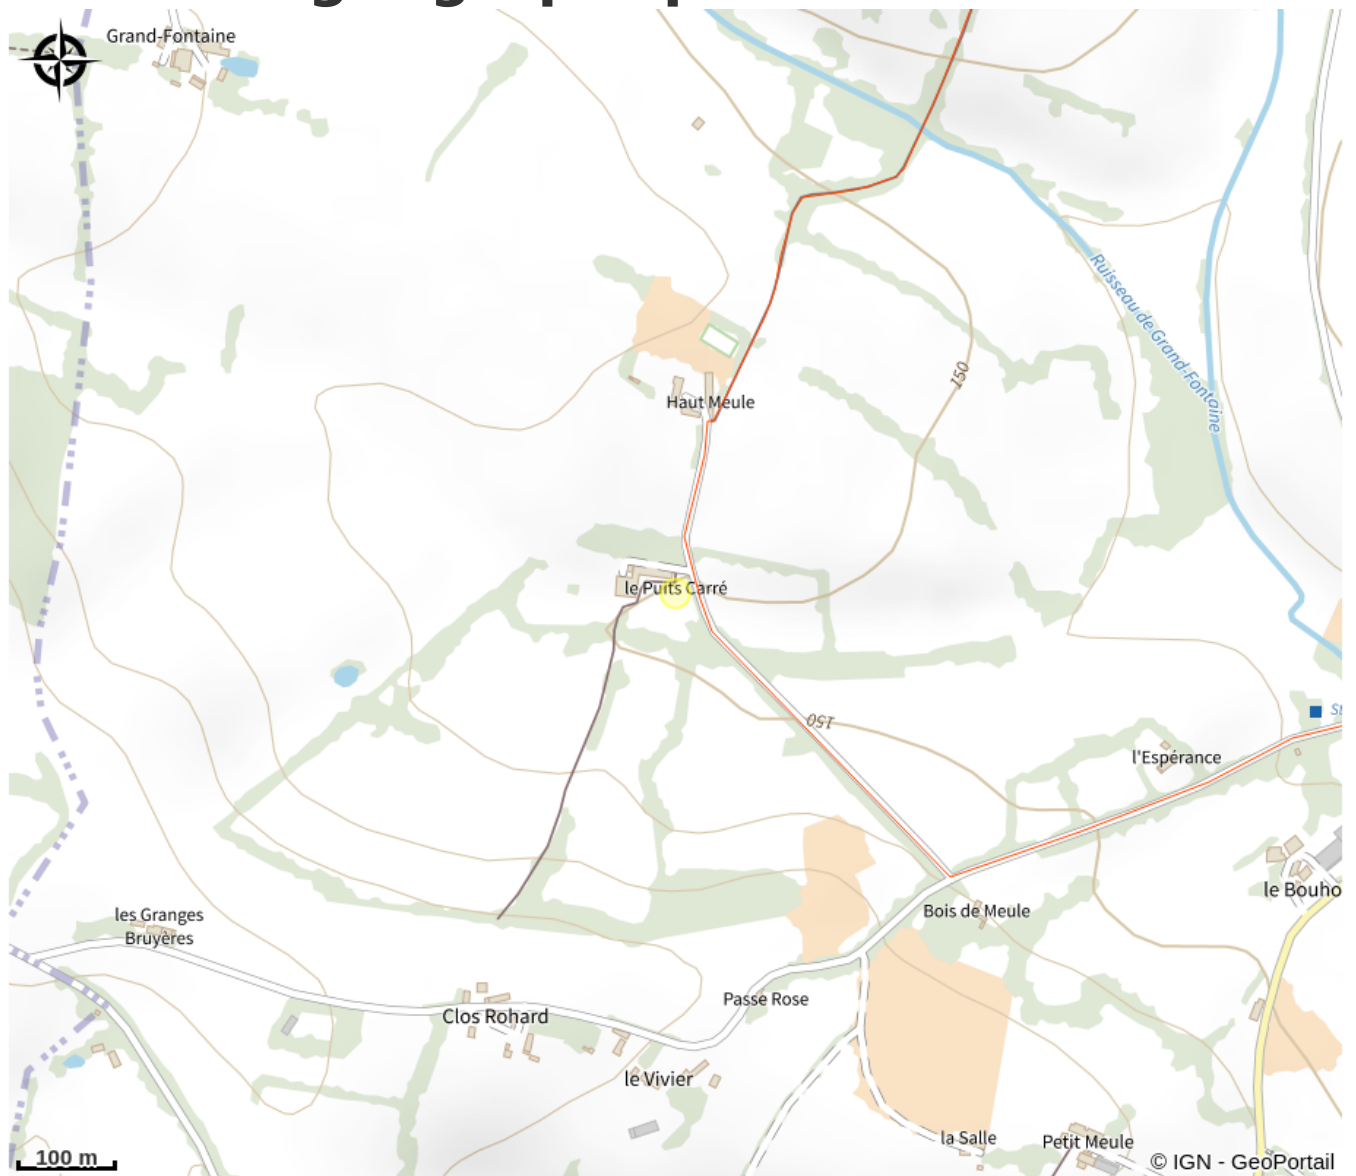 Grand-Fontaine
Ruisseau de Grand-Fontaine
150
Haut Meule
le Puits Carré
150
l'Espérance
le Bouho
Bois de Meule
les Granges
Bruyères
Passe Rose
Clos Rohard
le Vivier
la Salle
Petit Meule
100 m
© IGN - GeoPortail